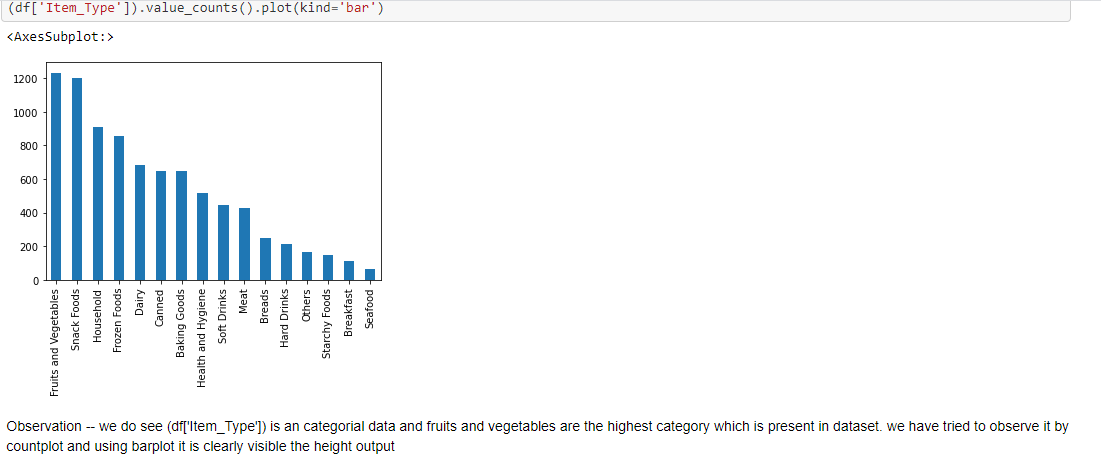 (df['Item_Type']).value_counts().plot(kind='bar')
<AxesSubplot:>
1200
1000
800
600
400
200
0
Fruits and Vegetables
Snack Foods
Household
Frozen Foods
Dairy
Canned
Baking Goods
Health and Hygiene
Soft Drinks
Meat
Breads
Hard Drinks
Others
Starchy Foods
Breakfast
Seafood
Observation -- we do see (df['Item_Type']) is an categorial data and fruits and vegetables are the highest category which is present in dataset. we have tried to observe it by
countplot and using barplot it is clearly visible the height output